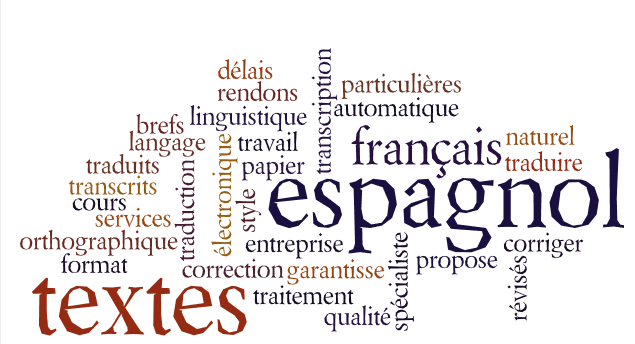 délais
rendons
particulières
transcription
automatique
linguistique
brefs
langage
travail
français
naturel
traduits
électronique
papier
traduire
transcrits
traduction
style
espagnol
cours
services
orthographique
entreprise
corriger
format
correction
garantisse
spécialiste
propose
révisés
textes
traitement
qualité